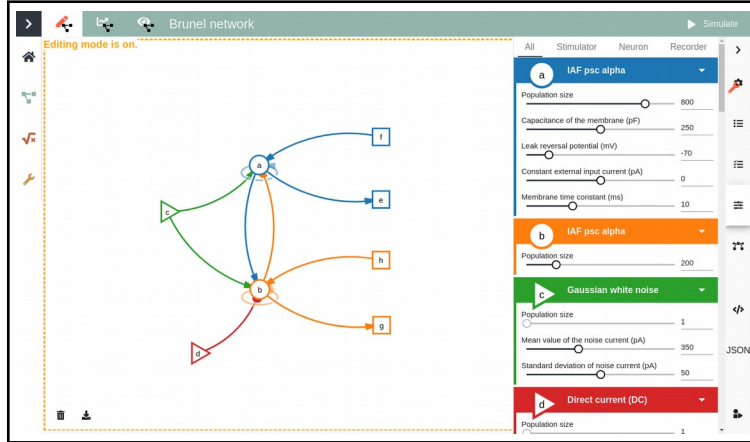 Brunel network
Simulate
Editing mode is on.
All Stimulator Neuron Recorder
a IAF psc alpha
Population size
800
Capacitance of the membrane (pF)
250
Leak reversal potential (mV)
-70
Constant external input current (pA)
0
Membrane time constant (ms)
10
b IAF psc alpha
Population size
200
c Gaussian white noise
Population size
1
Mean value of the noise current (pA)
350
Standard deviation of noise current (pA)
50
d Direct current (DC)
Population size
1
f
a
e
c
h
b
g
d
JSON